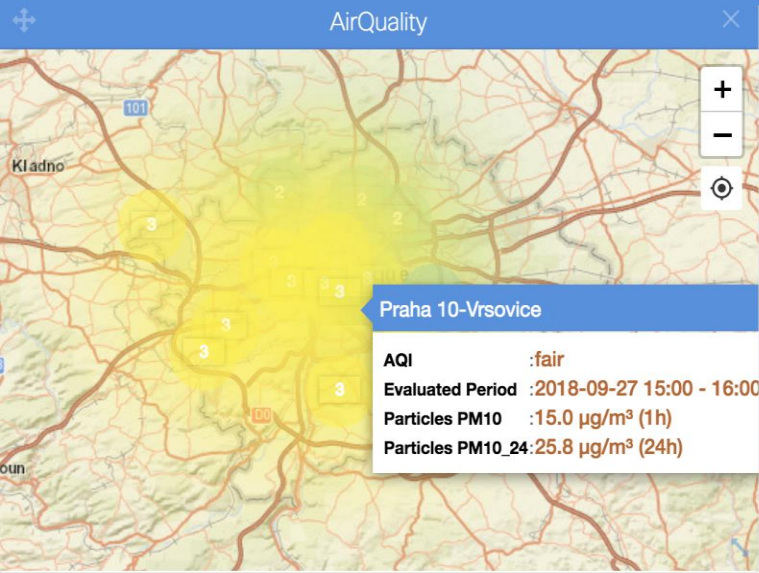 AirQuality
101
Kladno
2
2
2
3
3
3
3
Praha 10-Vrsovice
3
3
AQI :fair
Evaluated Period :2018-09-27 15:00 - 16:00
3
Particles PM10 :15.0 µg/m³ (1h)
D0
Particles PM10_24:25.8 µg/m³ (24h)
oun
+
−